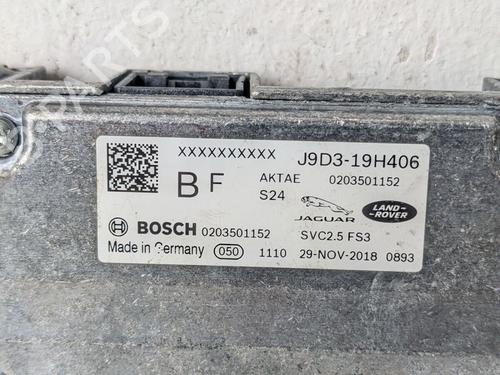 XXXXXXXXXX J9D3-19H406
BF AKTAE 0203501152
S24
JAGUAR LAND-ROVER
BOSCH 0203501152 SVC2.5 FS3
Made in Germany 050 1110 29-NOV-2018 0893